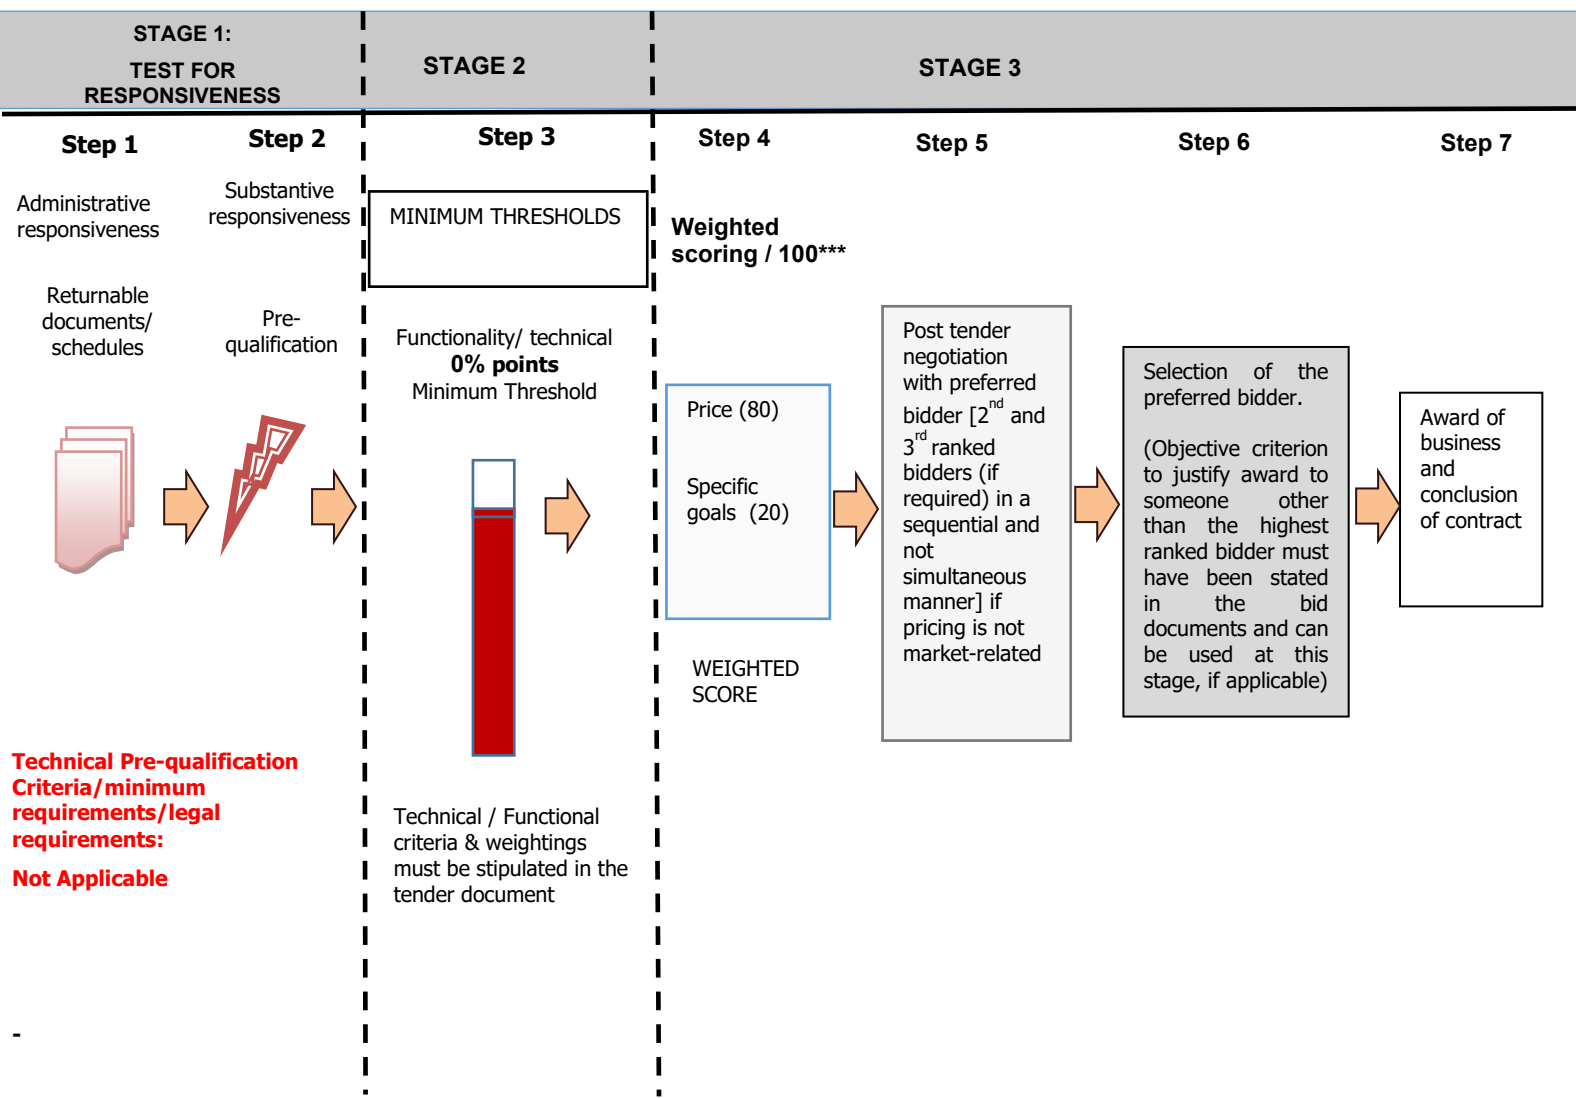 STAGE 1:
TEST FOR
RESPONSIVENESS
STAGE 2
STAGE 3
Step 1
Step 2
Step 3
Step 4
Step 5
Step 6
Step 7
Administrative
responsiveness
Returnable
documents/
schedules
Substantive
responsiveness
Pre-
qualification
Technical Pre-qualification
Criteria/minimum
requirements/legal
requirements:
Not Applicable
-
MINIMUM THRESHOLDS
Functionality/ technical
0% points
Minimum Threshold
Technical / Functional
criteria & weightings
must be stipulated in the
tender document
Weighted
scoring / 100***
Price (80)
Specific
goals (20)
WEIGHTED
SCORE
Post tender
negotiation
with preferred
bidder [2nd and
3rd ranked
bidders (if
required) in a
sequential and
not
simultaneous
manner] if
pricing is not
market-related
Selection of the
preferred bidder.
(Objective criterion
to justify award to
someone other
than the highest
ranked bidder must
have been stated
in the bid
documents and can
be used at this
stage, if applicable)
Award of
business
and
conclusion
of contract